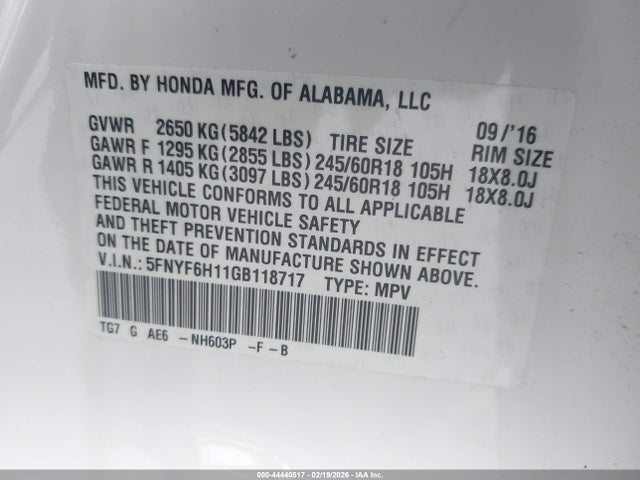 MFD. BY HONDA MFG. OF ALABAMA, LLC
09/'16
GVWR 2650 KG(5842 LBS) TIRE SIZE RIM SIZE
GAWR F 1295 KG(2855 LBS) 245/60R18 105H 18X8.0J
GAWR R 1405 KG(3097 LBS) 245/60R18 105H 18X8.0J
THIS VEHICLE CONFORMS TO ALL APPLICABLE
FEDERAL MOTOR VEHICLE SAFETY
AND THEFT PREVENTION STANDARDS IN EFFECT
ON THE DATE OF MANUFACTURE SHOWN ABOVE.
V.I.N.: 5FNYF6H11GB118717 TYPE: MPV
TG7 G AE6 -NH603P -F-B
000-44440517 - 02/19/2026 - IAAI Inc. Copyright